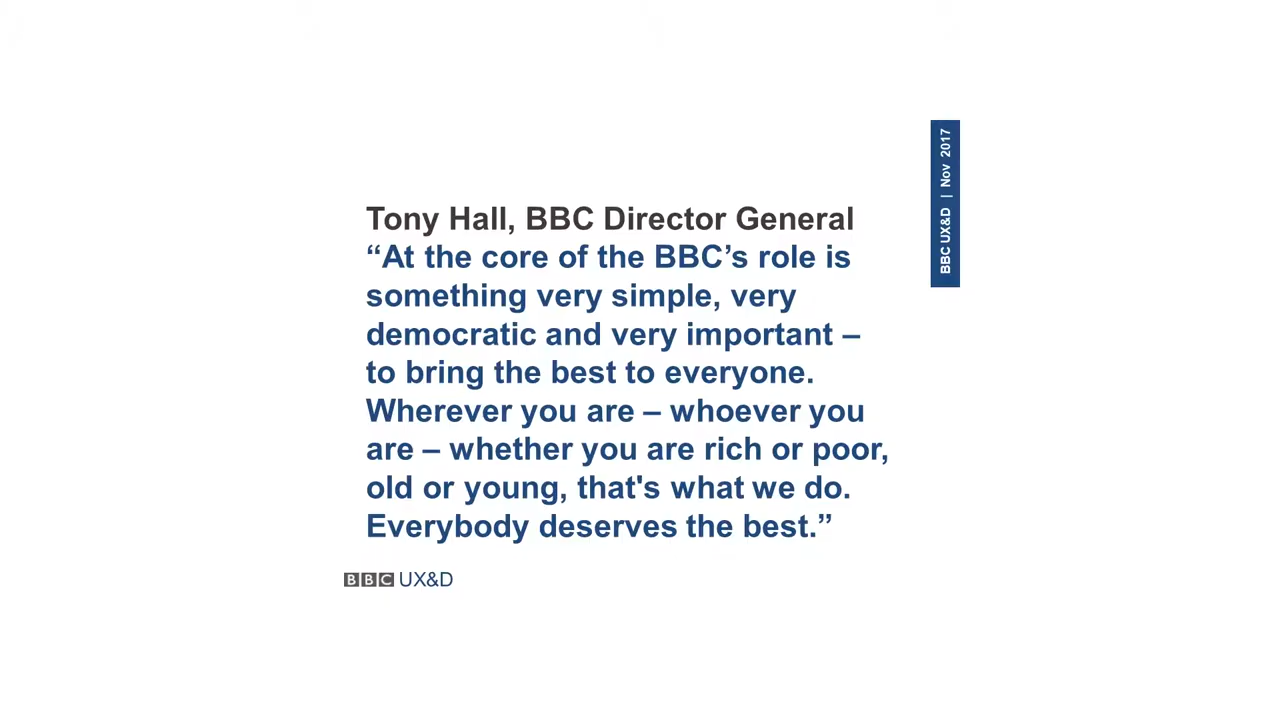 Tony Hall, BBC Director General
“At the core of the BBC’s role is
something very simple, very
democratic and very important –
to bring the best to everyone.
Wherever you are – whoever you
are – whether you are rich or poor,
old or young, that's what we do.
Everybody deserves the best.”
BBC UX&D | Nov 2017
BBC UX&D